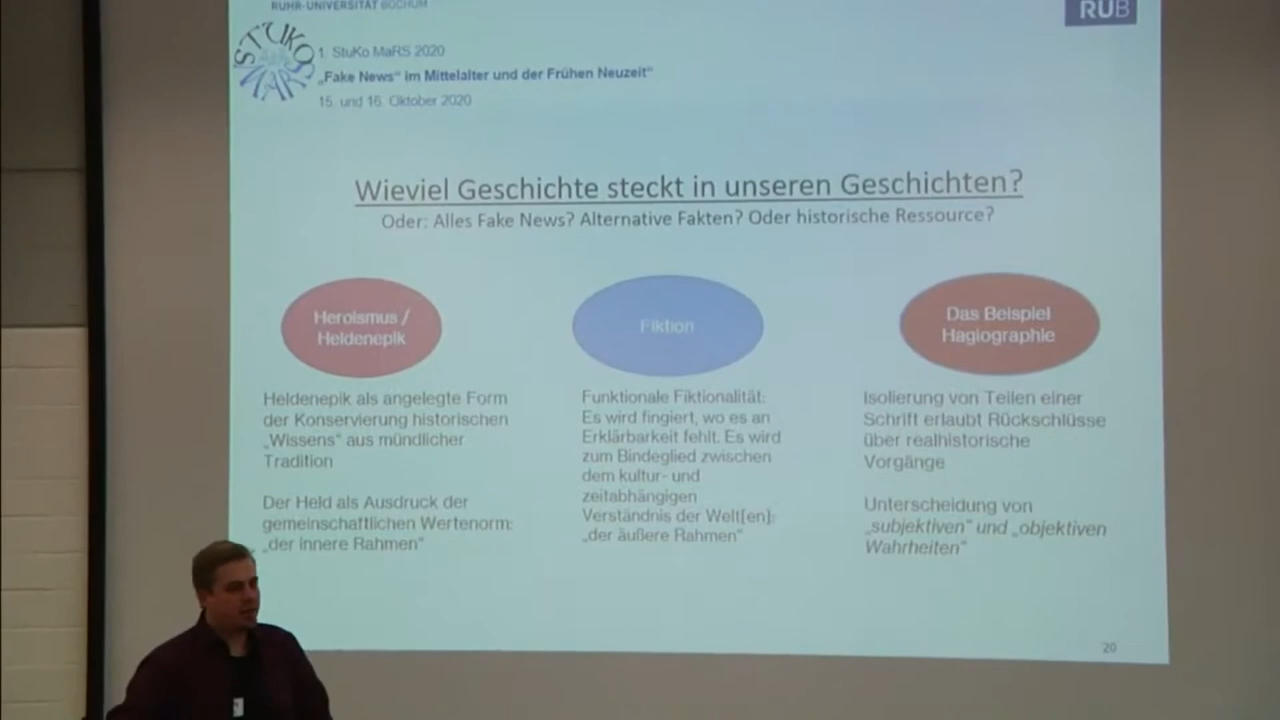 RUHR-UNIVERSITÄT BOCHUM
RUB
STUKO
MARS
1. StuKo MaRS 2020
„Fake News“ im Mittelalter und der Frühen Neuzeit“
15. und 16. Oktober 2020
Wieviel Geschichte steckt in unseren Geschichten?
Oder: Alles Fake News? Alternative Fakten? Oder historische Ressource?
Heroismus /
Heldenepik
Heldenepik als angelegte Form
der Konservierung historischen
„Wissens“ aus mündlicher
Tradition
Der Held als Ausdruck der
gemeinschaftlichen Wertenorm:
„der innere Rahmen“
Fiktion
Funktionale Fiktionalität:
Es wird fingiert, wo es an
Erklärbarkeit fehlt. Es wird
zum Bindeglied zwischen
dem kultur- und
zeitabhängigen
Verständnis der Welt[en]:
„der äußere Rahmen“
Das Beispiel
Hagiographie
Isolierung von Teilen einer
Schrift erlaubt Rückschlüsse
über realhistorische
Vorgänge
Unterscheidung von
„subjektiven“ und „objektiven
Wahrheiten“
20